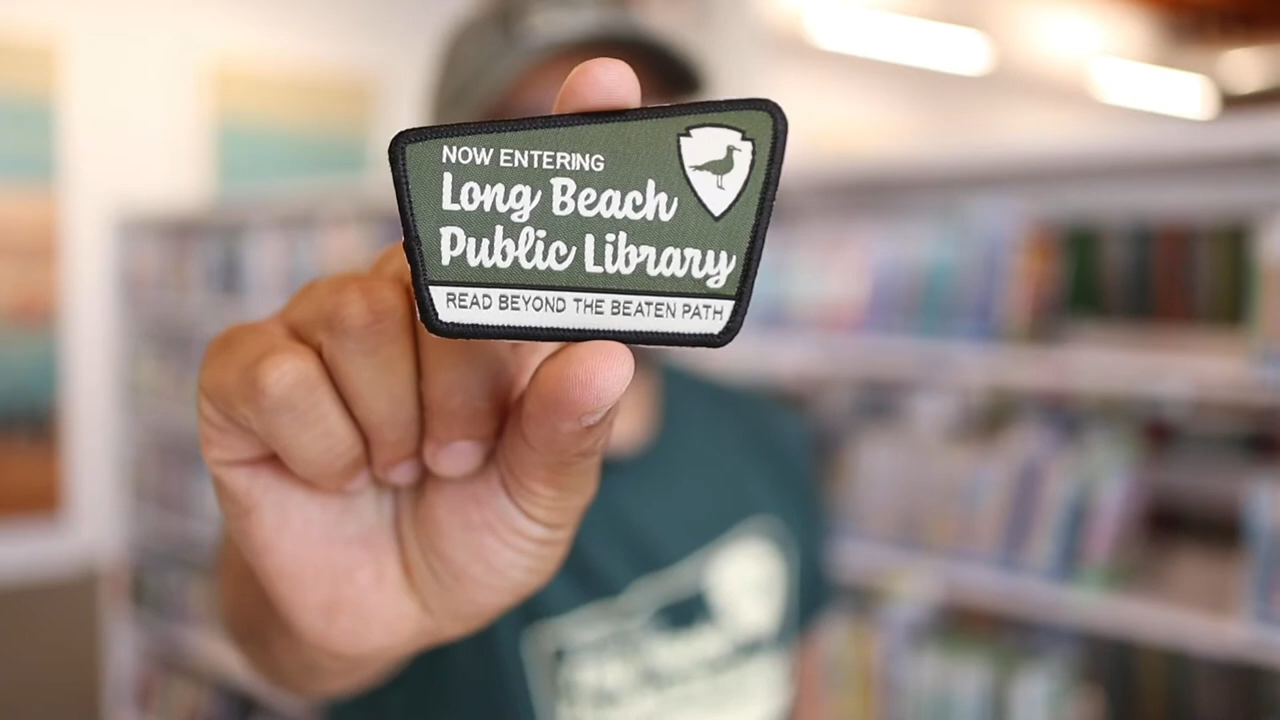 NOW ENTERING
Long Beach
Public Library
READ BEYOND THE BEATEN PATH